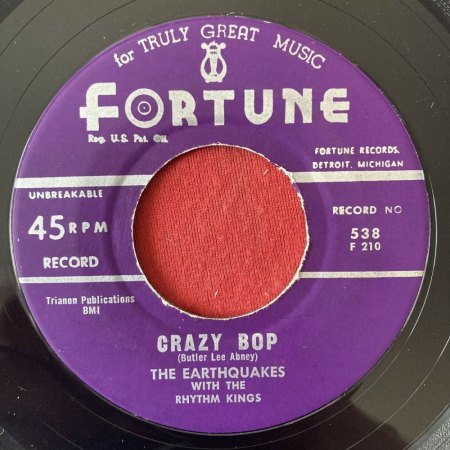 for TRULY GREAT MUSIC
FORTUNE
Reg. U.S. Pat. Off.
FORTUNE RECORDS.
DETROIT, MICHIGAN
UNBREAKABLE
45 RPM
RECORD
RECORD NO
538
F 210
Trianon Publications
BMI
CRAZY BOP
(Butler Lee Abney)
THE EARTHQUAKES
WITH THE
RHYTHM KINGS